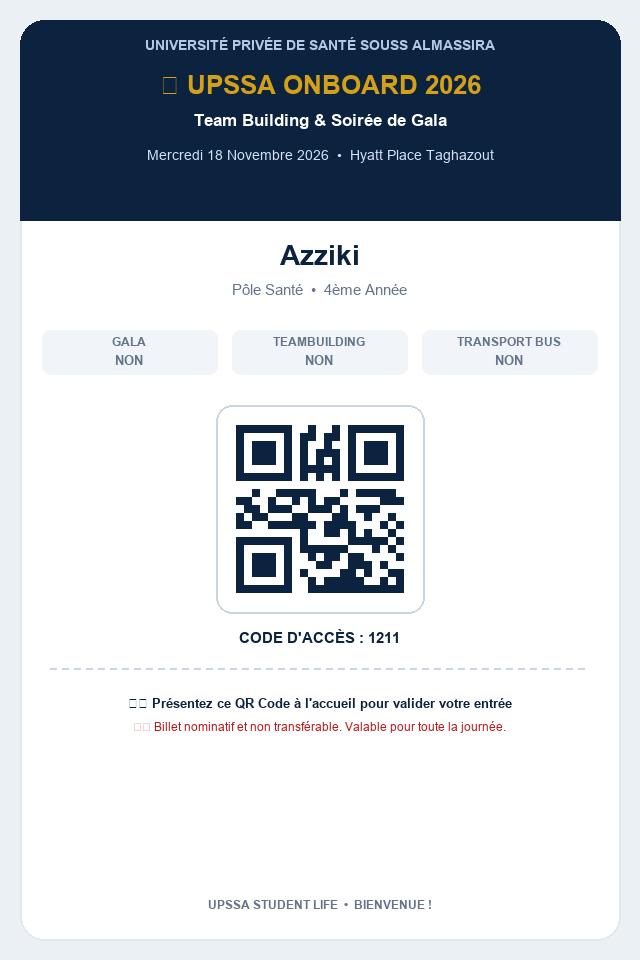 UNIVERSITÉ PRIVÉE DE SANTÉ SOUSS ALMASSIRA
UPSSA ONBOARD 2026
Team Building & Soirée de Gala
Mercredi 18 Novembre 2026 • Hyatt Place Taghazout
Azziki
Pôle Santé • 4ème Année
GALA
NON
TEAMBUILDING
NON
TRANSPORT BUS
NON
CODE D'ACCÈS : 1211
Présentez ce QR Code à l'accueil pour valider votre entrée
Billet nominatif et non transférable. Valable pour toute la journée.
UPSSA STUDENT LIFE • BIENVENUE !